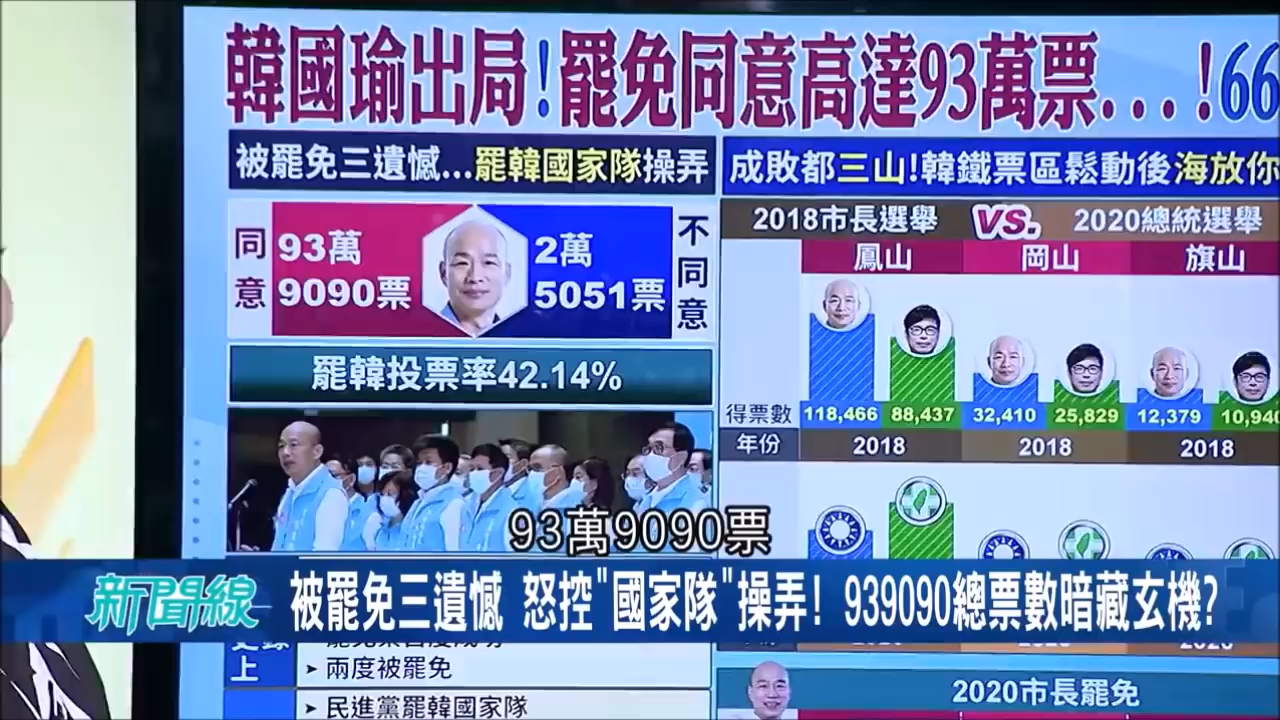 韓國瑜出局!罷免同意高達93萬票...!66
被罷免三遺憾...罷韓國家隊操弄
同意
93萬
9090票
2萬
5051票
不同意
罷韓投票率42.14%
成敗都三山!韓鐵票區鬆動後海放你
2018市長選舉 VS. 2020總統選舉
鳳山 岡山 旗山
得票數 118,466 88,437 32,410 25,829 12,379 10,940
年份 2018 2018 2018
93萬9090票
新聞線
被罷免三遺憾 怒控"國家隊"操弄! 939090總票數暗藏玄機?
上
➤ 兩度被罷免
➤ 民進黨罷韓國家隊
2020市長罷免